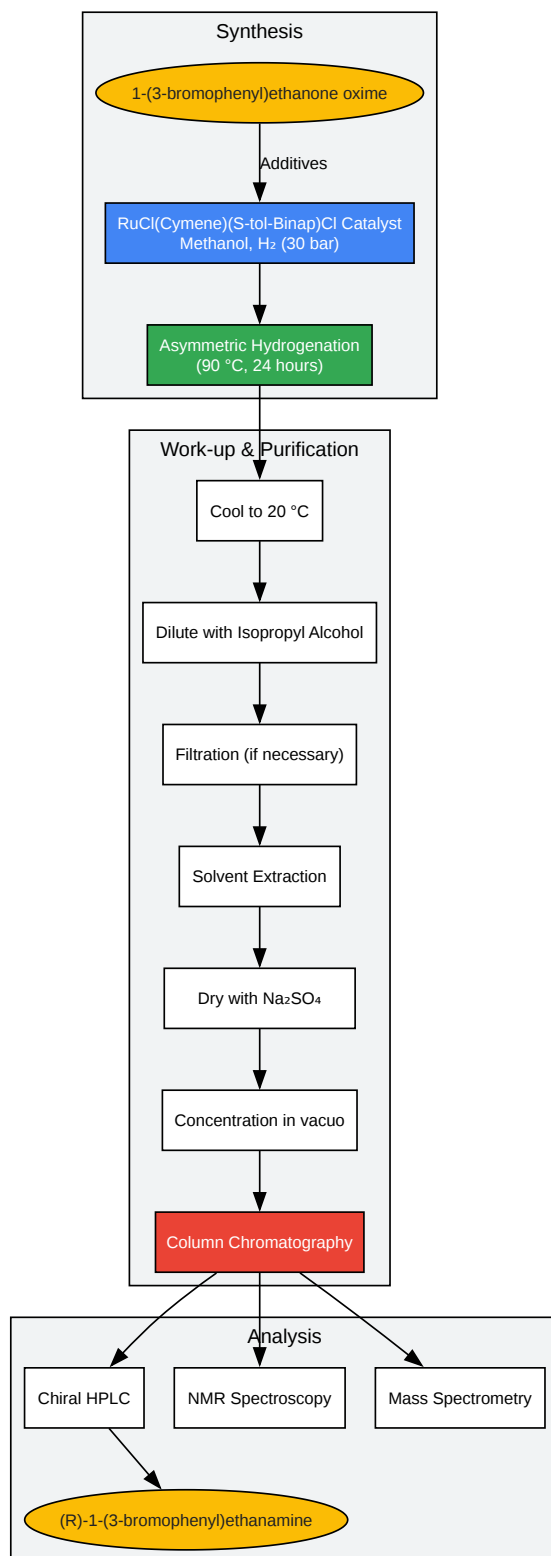 Synthesis
1-(3-bromophenyl)ethanone oxime
Additives
RuCl(Cymene)(S-tol-Binap)Cl Catalyst
Methanol, H₂ (30 bar)
Asymmetric Hydrogenation
(90 °C, 24 hours)
Work-up & Purification
Cool to 20 °C
Dilute with Isopropyl Alcohol
Filtration (if necessary)
Solvent Extraction
Dry with Na₂SO₄
Concentration in vacuo
Column Chromatography
Analysis
Chiral HPLC
NMR Spectroscopy
Mass Spectrometry
(R)-1-(3-bromophenyl)ethanamine